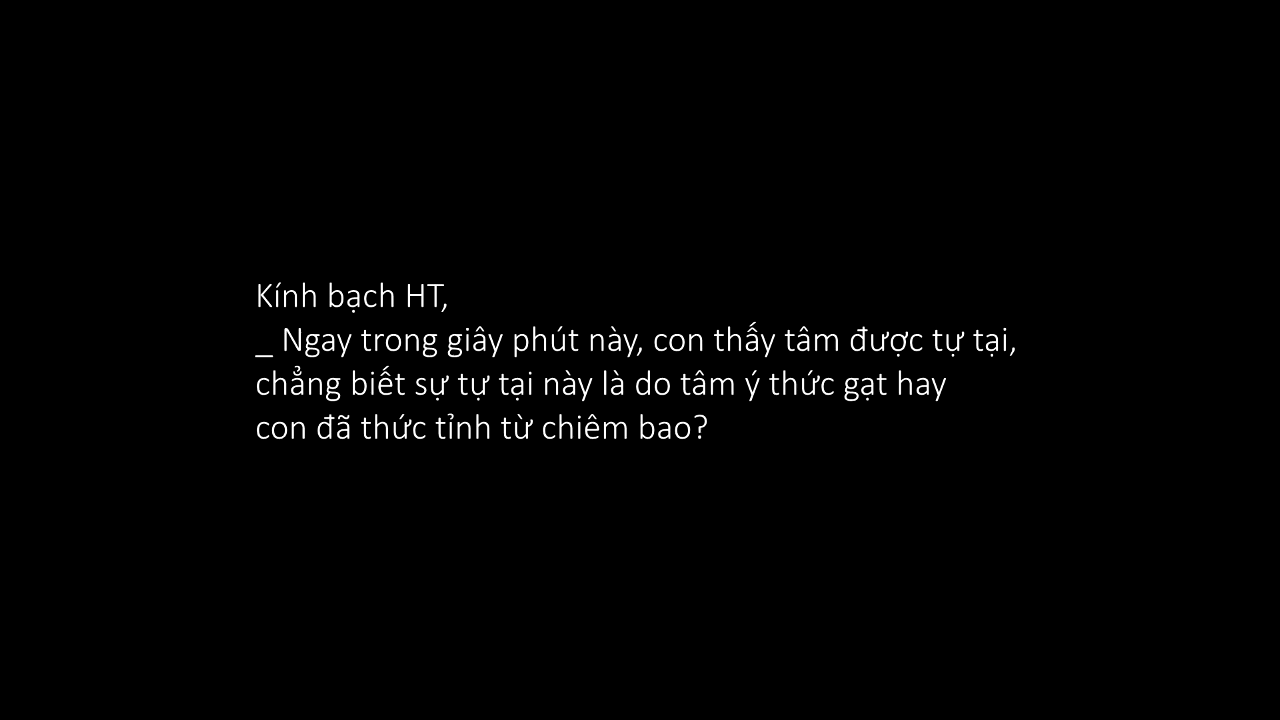 Kính bạch HT,
_ Ngay trong giây phút này, con thấy tâm được tự tại,
chẳng biết sự tự tại này là do tâm ý thức gạt hay
con đã thức tỉnh từ chiêm bao?